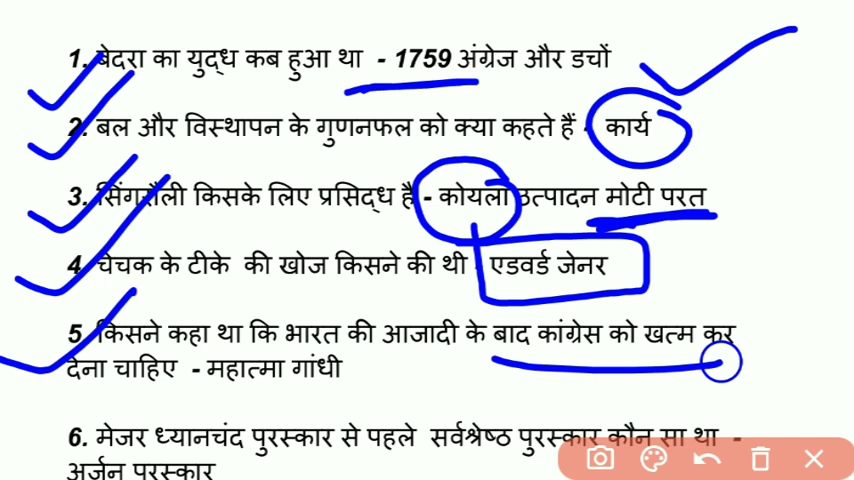 1. बेदरा का युद्ध कब हुआ था - 1759 अंग्रेज और डचों
2. बल और विस्थापन के गुणनफल को क्या कहते हैं - कार्य
3. सिंगरौली किसके लिए प्रसिद्ध है - कोयला उत्पादन मोटी परत
4. चेचक के टीके की खोज किसने की थी - एडवर्ड जेनर
5. किसने कहा था कि भारत की आजादी के बाद कांग्रेस को खत्म कर
देना चाहिए - महात्मा गांधी
6. मेजर ध्यानचंद पुरस्कार से पहले सर्वश्रेष्ठ पुरस्कार कौन सा था -
अर्जुन पुरस्कार